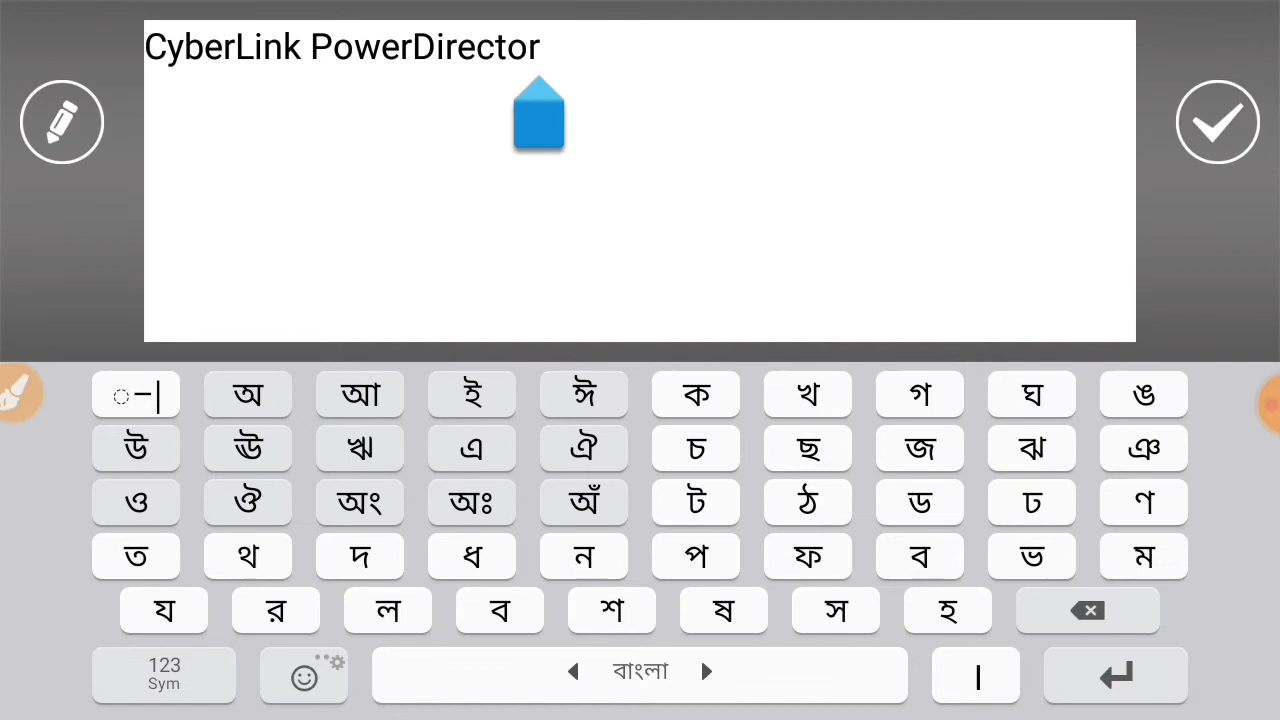 CyberLink PowerDirector
ঁ–| অ আ ই ঈ ক খ গ ঘ ঙ
উ ঊ ঋ এ ঐ চ ছ জ ঝ ঞ
ও ঔ অং অঃ অঁ ট ঠ ড ঢ ণ
ত থ দ ধ ন প ফ ব ভ ম
য র ল ব শ ষ স হ
123
Sym
বাংলা
।